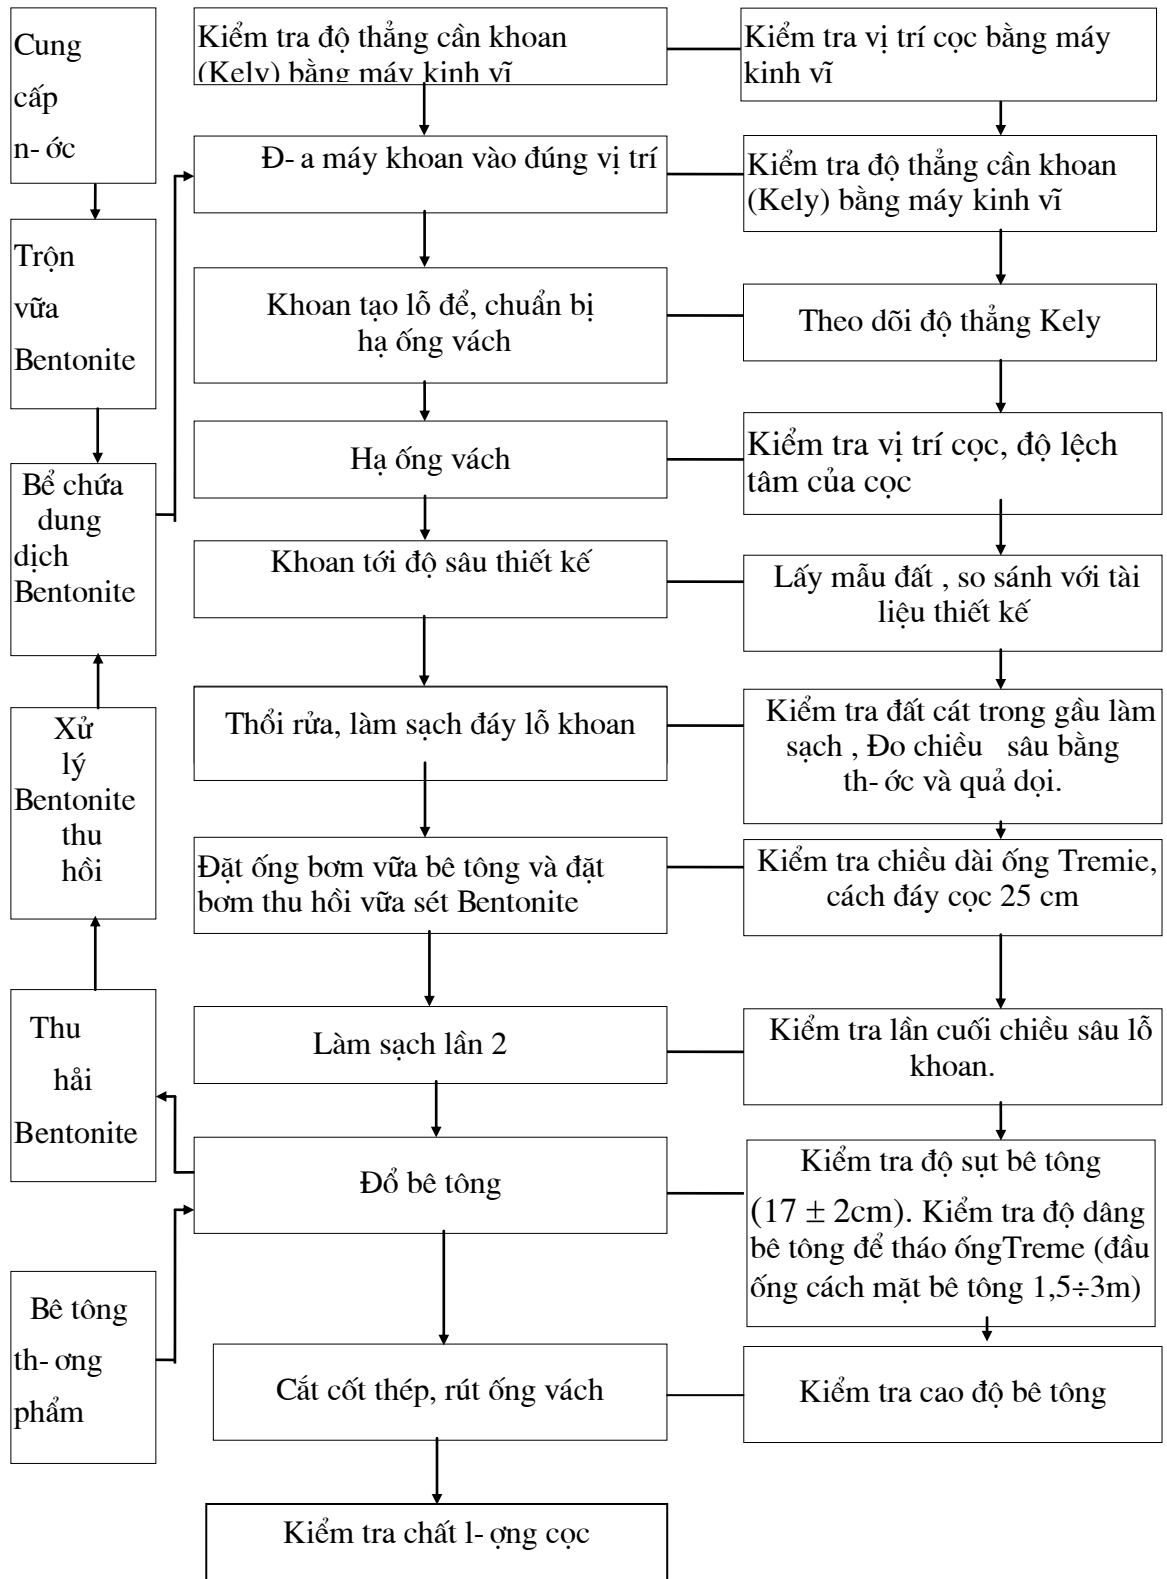 Cung
cấp
n- ớc
Trộn
vữa
Bentonite
Bể chứa
dung
dịch
Bentonite
Xử
lý
Bentonite
thu
hồi
Thu
hải
Bentonite
Bê tông
th- ơng
phẩm
Kiểm tra độ thẳng cần khoan
(Kely) bằng máy kinh vĩ
Đ- a máy khoan vào đúng vị trí
Khoan tạo lỗ để, chuẩn bị
hạ ống vách
Hạ ống vách
Khoan tới độ sâu thiết kế
Thổi rửa, làm sạch đáy lỗ khoan
Đặt ống bơm vữa bê tông và đặt
bơm thu hồi vữa sét Bentonite
Làm sạch lần 2
Đổ bê tông
Cắt cốt thép, rút ống vách
Kiểm tra chất l- ợng cọc
Kiểm tra vị trí cọc bằng máy
kinh vĩ
Kiểm tra độ thẳng cần khoan
(Kely) bằng máy kinh vĩ
Theo dõi độ thẳng Kely
Kiểm tra vị trí cọc, độ lệch
tâm của cọc
Lấy mẫu đất , so sánh với tài
liệu thiết kế
Kiểm tra đất cát trong gầu làm
sạch , Đo chiều sâu bằng
th- ớc và quả dọi.
Kiểm tra chiều dài ống Tremie,
cách đáy cọc 25 cm
Kiểm tra lần cuối chiều sâu lỗ
khoan.
Kiểm tra độ sụt bê tông
(17 ± 2cm). Kiểm tra độ dâng
bê tông để tháo ốngTreme (đầu
ống cách mặt bê tông 1,5÷3m)
Kiểm tra cao độ bê tông